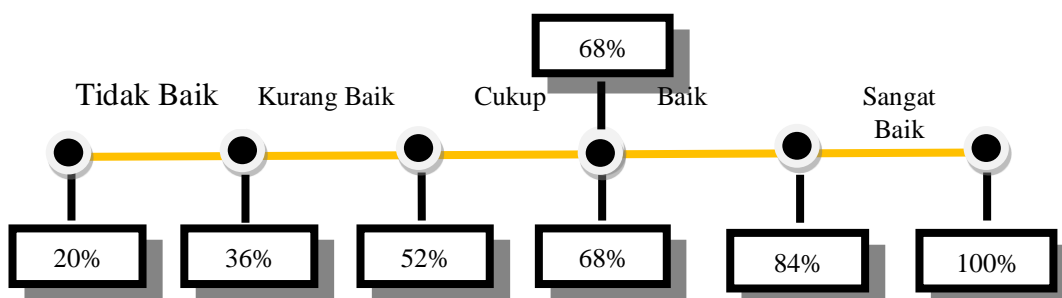 68%
Tidak Baik
Kurang Baik
Cukup
Baik
Sangat
Baik
20%
36%
52%
68%
84%
100%